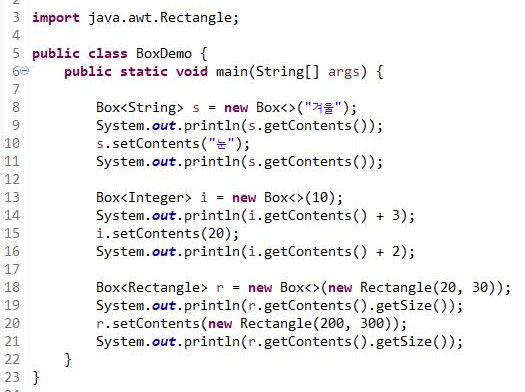 3 import java.awt.Rectangle;
4
5 public class BoxDemo {
6 public static void main(String[] args) {
7
8 Box<String> s = new Box<>("겨울");
9 System.out.println(s.getContents());
10 s.setContents("눈");
11 System.out.println(s.getContents());
12
13 Box<Integer> i = new Box<>(10);
14 System.out.println(i.getContents() + 3);
15 i.setContents(20);
16 System.out.println(i.getContents() + 2);
17
18 Box<Rectangle> r = new Box<>(new Rectangle(20, 30));
19 System.out.println(r.getContents().getSize());
20 r.setContents(new Rectangle(200, 300));
21 System.out.println(r.getContents().getSize());
22 }
23 }